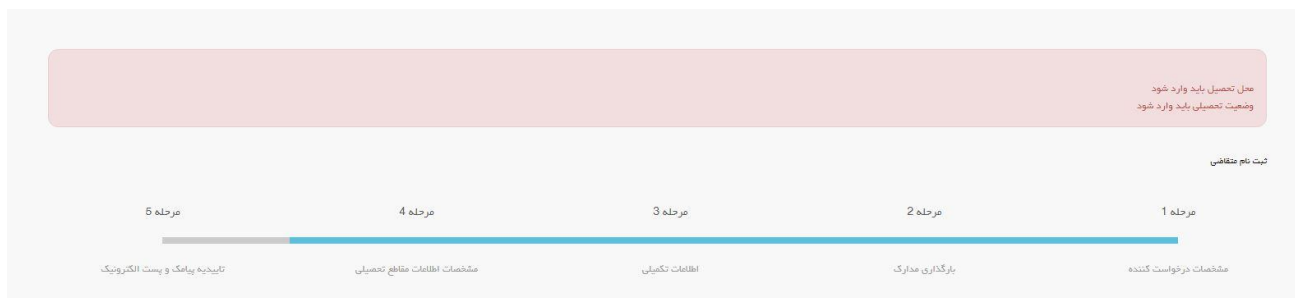 محل تحصیل باید وارد شود
وضعیت تحصیلی باید وارد شود
ثبت نام متقاضی
مرحله 1 مرحله 2 مرحله 3 مرحله 4 مرحله 5
مشخصات درخواست کننده بارگذاری مدارک اطلاعات تکمیلی مشخصات اطلاعات مقاطع تحصیلی تاییدیه پیامک و پست الکترونیک